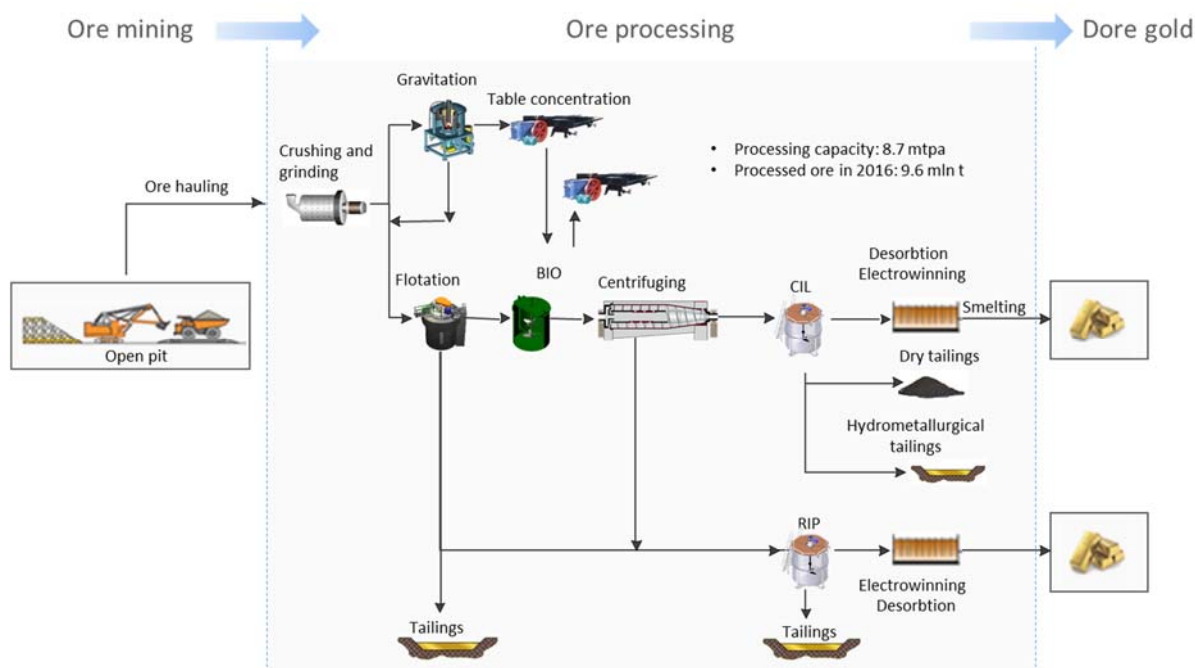 Ore mining
Ore processing
Dore gold
Gravitation
Table concentration
Crushing and
grinding
• Processing capacity: 8.7 mtpa
• Processed ore in 2016: 9.6 mln t
Ore hauling
Open pit
Flotation
BIO
Centrifuging
CIL
Desorbtion
Electrowinning
Smelting
Dry tailings
Hydrometallurgical
tailings
RIP
Electrowinning
Desorbtion
Tailings
Tailings